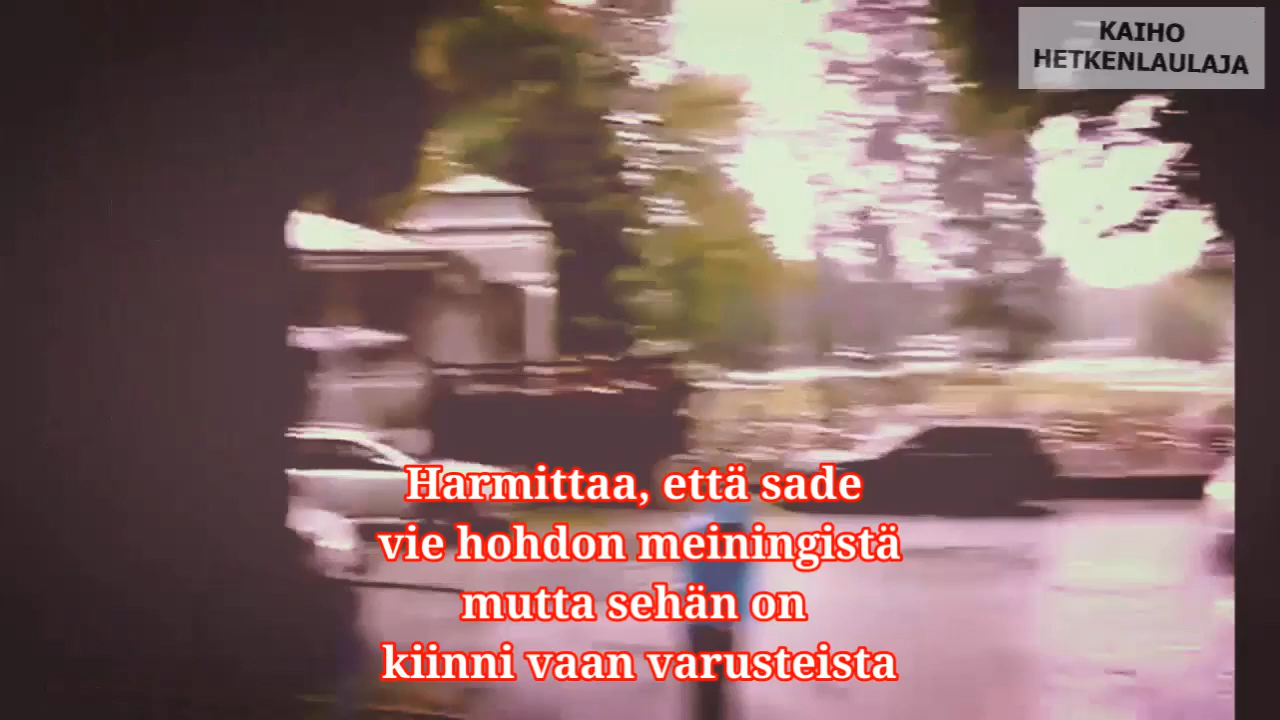 KAIHO
HETKENLAULAJA
Harmittaa, että sade
vie hohdon meiningistä
mutta sehän on
kiinni vaan varusteista